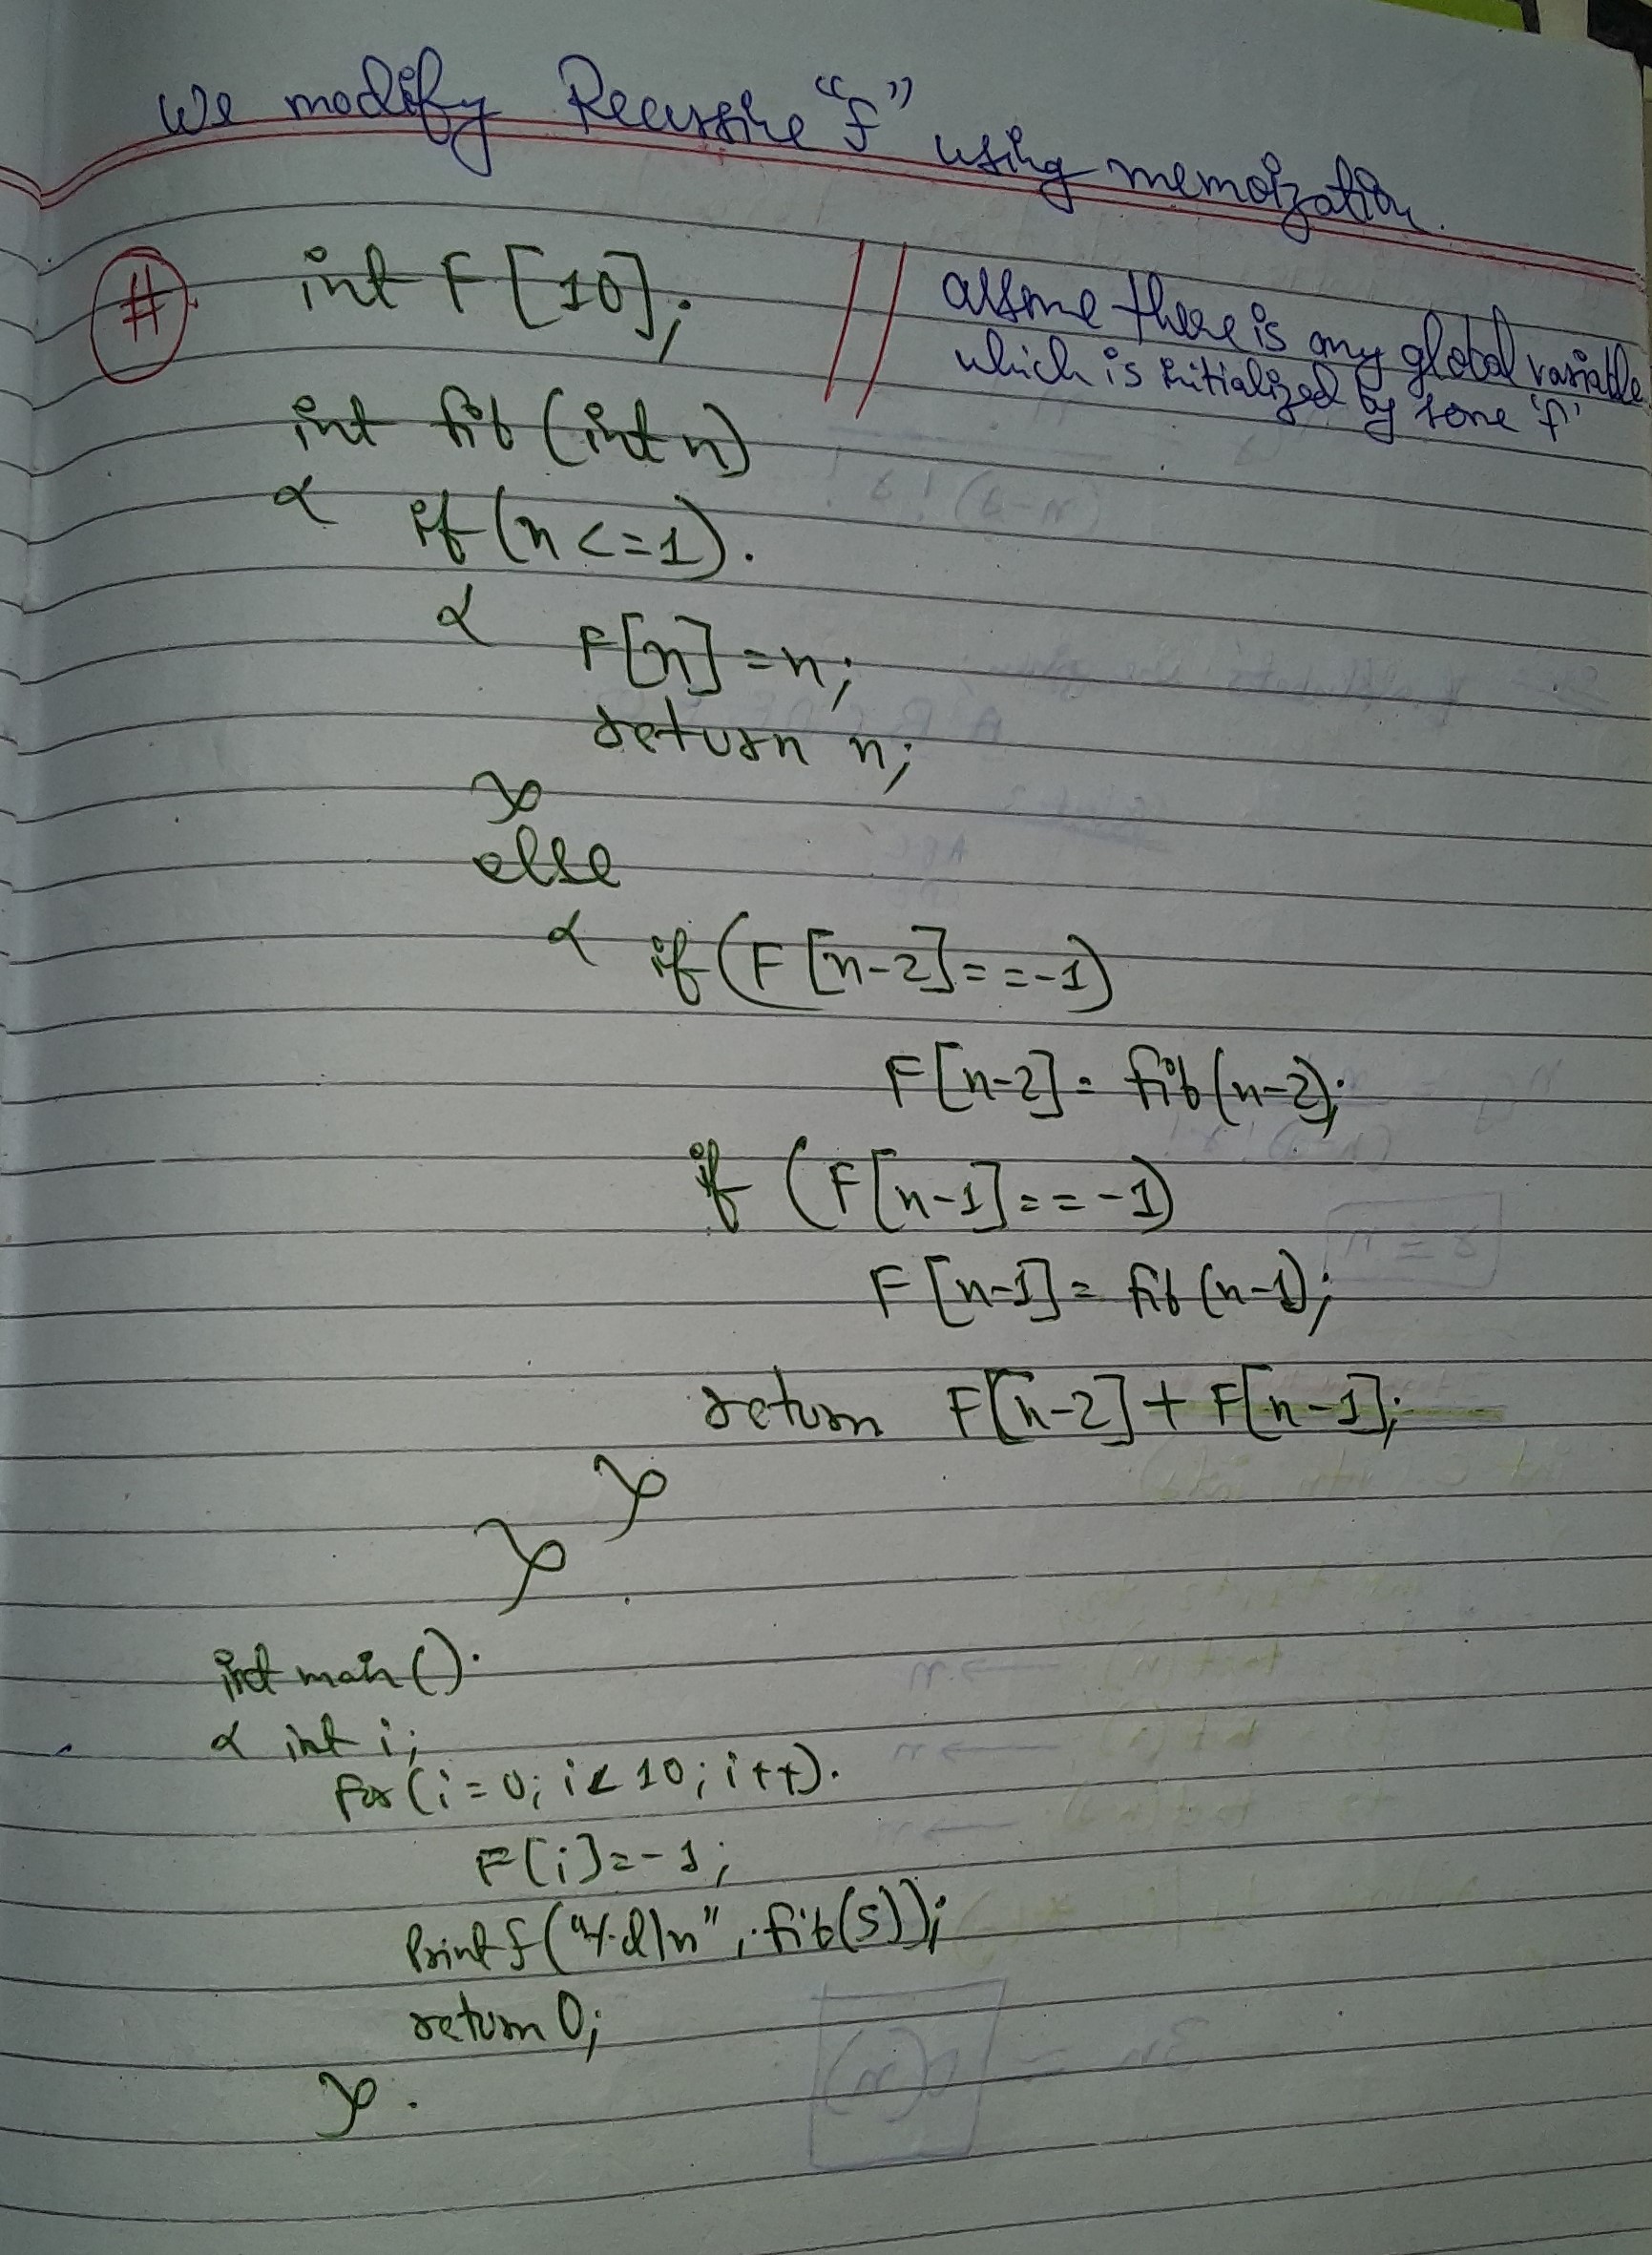 We modify Recursive "f" using memoization.
# int F[10]; // assume there is any global variable
which is initialized by some 'f'
int fib(int n)
{ if (n <= 1).
{
F[n] = n;
return n;
}
else
{ if (F[n-2] == -1)
F[n-2] = fib(n-2);
if (F[n-1] == -1)
F[n-1] = fib(n-1);
return F[n-2] + F[n-1];
}
}
int main().
{ int i;
for(i=0; i<10; i++).
F[i] = -1;
printf("%d\n", fib(5));
return 0;
}.